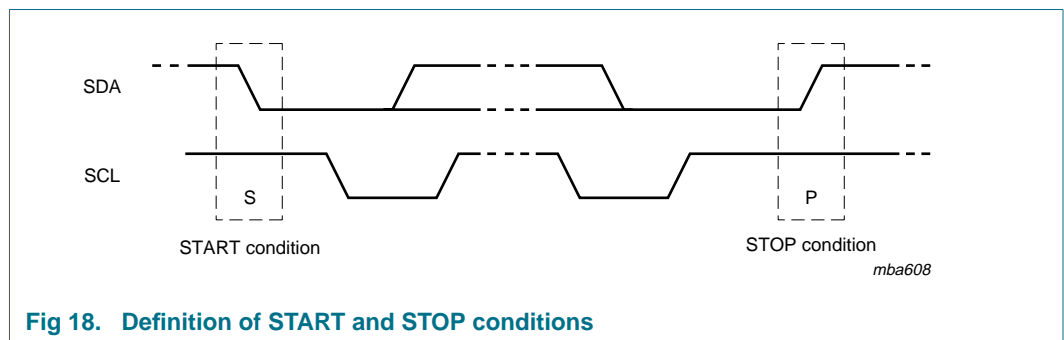 SDA
SCL
S
P
START condition
STOP condition
mba608
Fig 18. Definition of START and STOP conditions